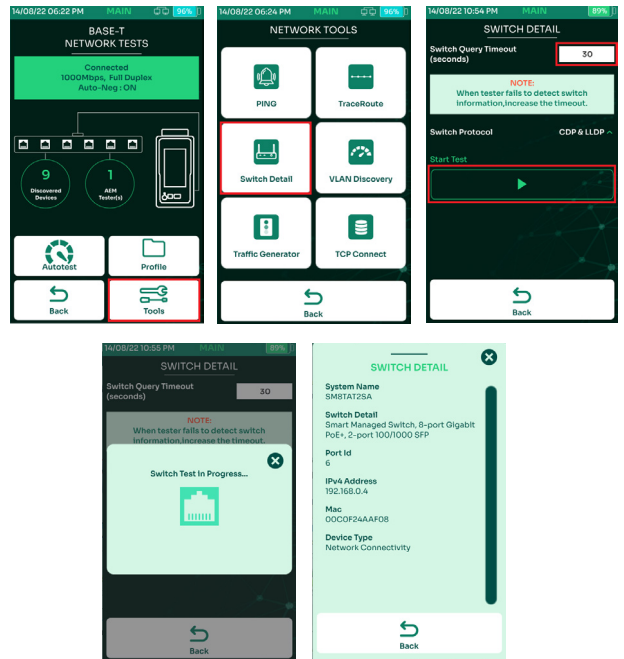 14/08/22 06:22 PM MAIN 96%
BASE-T
NETWORK TESTS
Connected
1000Mbps, Full Duplex
Auto-Neg : ON
9
Discovered
Devices
1
AEM
Tester(s)
Autotest
Profile
Back
Tools
14/08/22 06:24 PM MAIN 96%
NETWORK TOOLS
PING
TraceRoute
Switch Detail
VLAN Discovery
Traffic Generator
TCP Connect
Back
14/08/22 10:54 PM MAIN 89%
SWITCH DETAIL
Switch Query Timeout
(seconds)
30
NOTE:
When tester fails to detect switch
information,increase the timeout.
Switch Protocol CDP & LLDP
Start Test
Back
14/08/22 10:55 PM MAIN 89%
SWITCH DETAIL
Switch Query Timeout
(seconds)
30
NOTE:
When tester fails to detect switch
information,increase the timeout.
Switch Test In Progress...
Back
SWITCH DETAIL
System Name
SM8TAT2SA
Switch Detail
Smart Managed Switch, 8-port Gigabit
PoE+, 2-port 100/1000 SFP
Port Id
6
IPv4 Address
192.168.0.4
Mac
00C0F24AAF08
Device Type
Network Connectivity
Back